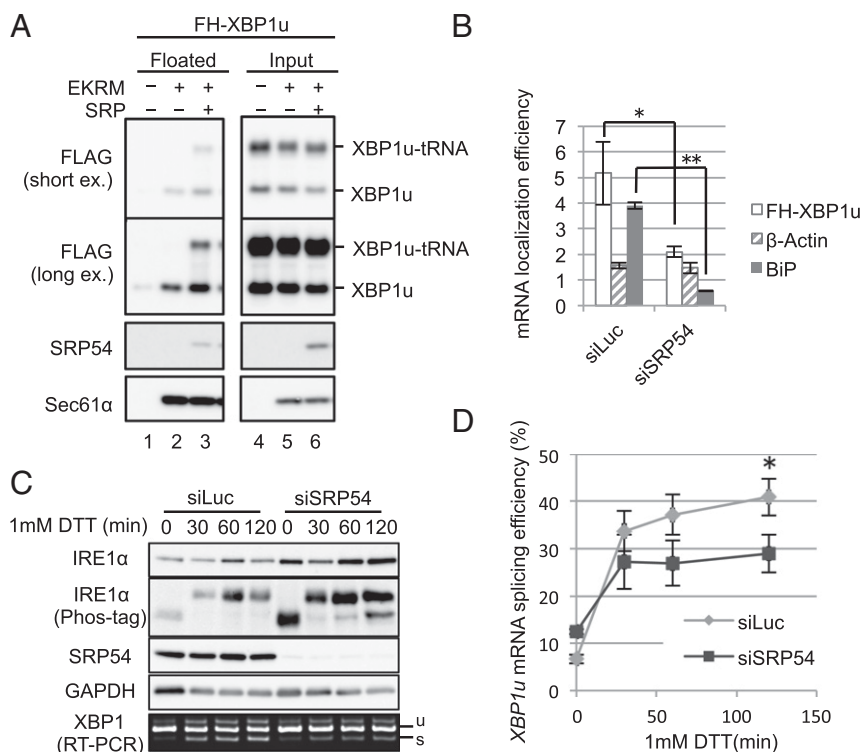 A
FH-XBP1u
Floated Input
EKRM − + + − + +
SRP − − + − − +
FLAG
(short ex.)
XBP1u-tRNA
XBP1u
FLAG
(long ex.)
XBP1u-tRNA
XBP1u
SRP54
Sec61α
1 2 3 4 5 6
B
mRNA localization efficiency
7
6
5
4
3
2
1
0
*
**
siLuc
siSRP54
FH-XBP1u
β-Actin
BiP
C
siLuc siSRP54
1mM DTT (min) 0 30 60 120 0 30 60 120
IRE1α
IRE1α
(Phos-tag)
SRP54
GAPDH
XBP1
(RT-PCR)
u
s
D
XBP1u mRNA splicing efficiency (%)
50
40
30
20
10
0
*
siLuc
siSRP54
0 50 100 150
1mM DTT(min)